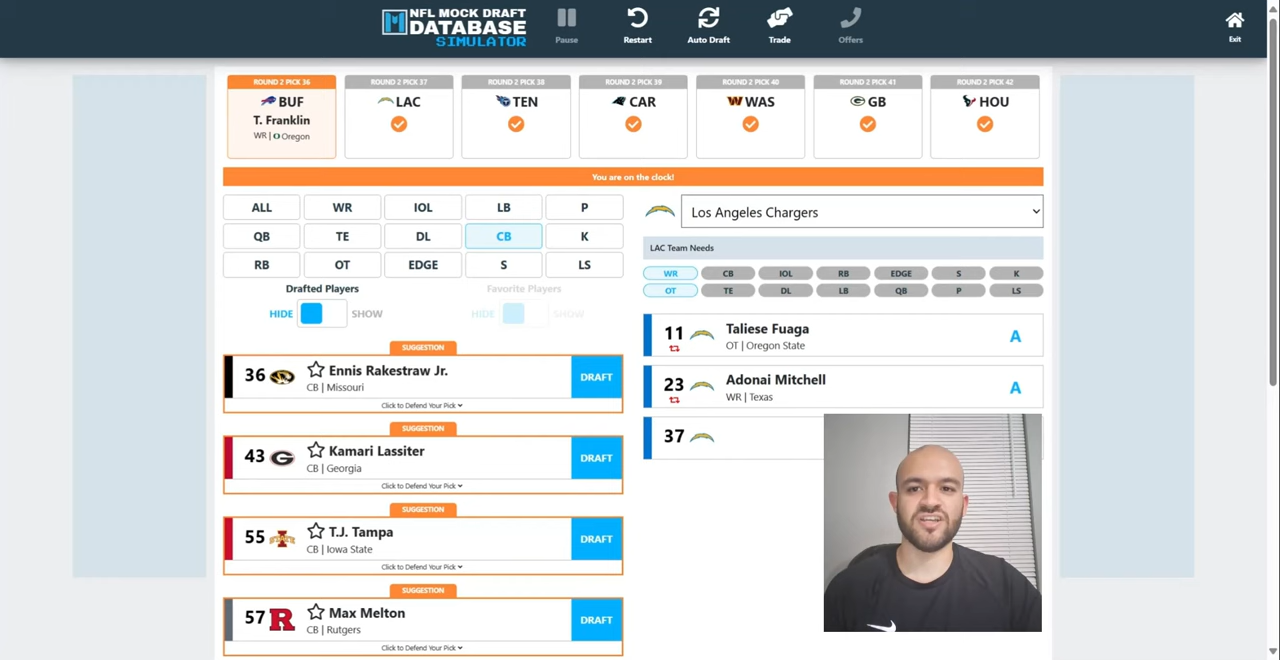 NFL MOCK DRAFT
DATABASE
SIMULATOR
Pause
Restart
Auto Draft
Trade
Offers
Exit
ROUND 2 PICK 36
BUF
T. Franklin
WR | O Oregon
ROUND 2 PICK 37
LAC
ROUND 2 PICK 38
TEN
ROUND 2 PICK 39
CAR
ROUND 2 PICK 40
WAS
ROUND 2 PICK 41
GB
ROUND 2 PICK 42
HOU
You are on the clock!
ALL WR IOL LB P
QB TE DL CB K
RB OT EDGE S LS
Drafted Players
HIDE SHOW
Favorite Players
HIDE SHOW
SUGGESTION
36 Ennis Rakestraw Jr.
CB | Missouri
DRAFT
Click to Defend Your Pick
SUGGESTION
43 Kamari Lassiter
CB | Georgia
DRAFT
Click to Defend Your Pick
SUGGESTION
55 T.J. Tampa
CB | Iowa State
DRAFT
Click to Defend Your Pick
SUGGESTION
57 Max Melton
CB | Rutgers
DRAFT
Click to Defend Your Pick
Los Angeles Chargers
LAC Team Needs
WR CB IOL RB EDGE S K
OT TE DL LB QB P LS
11 Taliese Fuaga A
OT | Oregon State
23 Adonai Mitchell A
WR | Texas
37